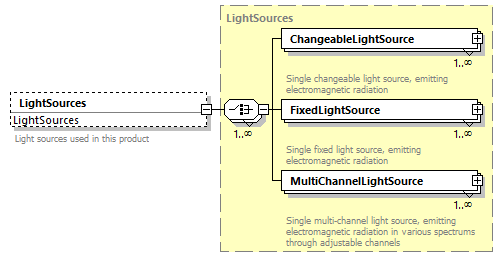 LightSources
ChangeableLightSource
1..∞
Single changeable light source, emitting
electromagnetic radiation
LightSources
LightSources
Light sources used in this product
1..∞
FixedLightSource
1..∞
Single fixed light source, emitting
electromagnetic radiation
MultiChannelLightSource
1..∞
Single multi-channel light source, emitting
electromagnetic radiation in various spectrums
through adjustable channels